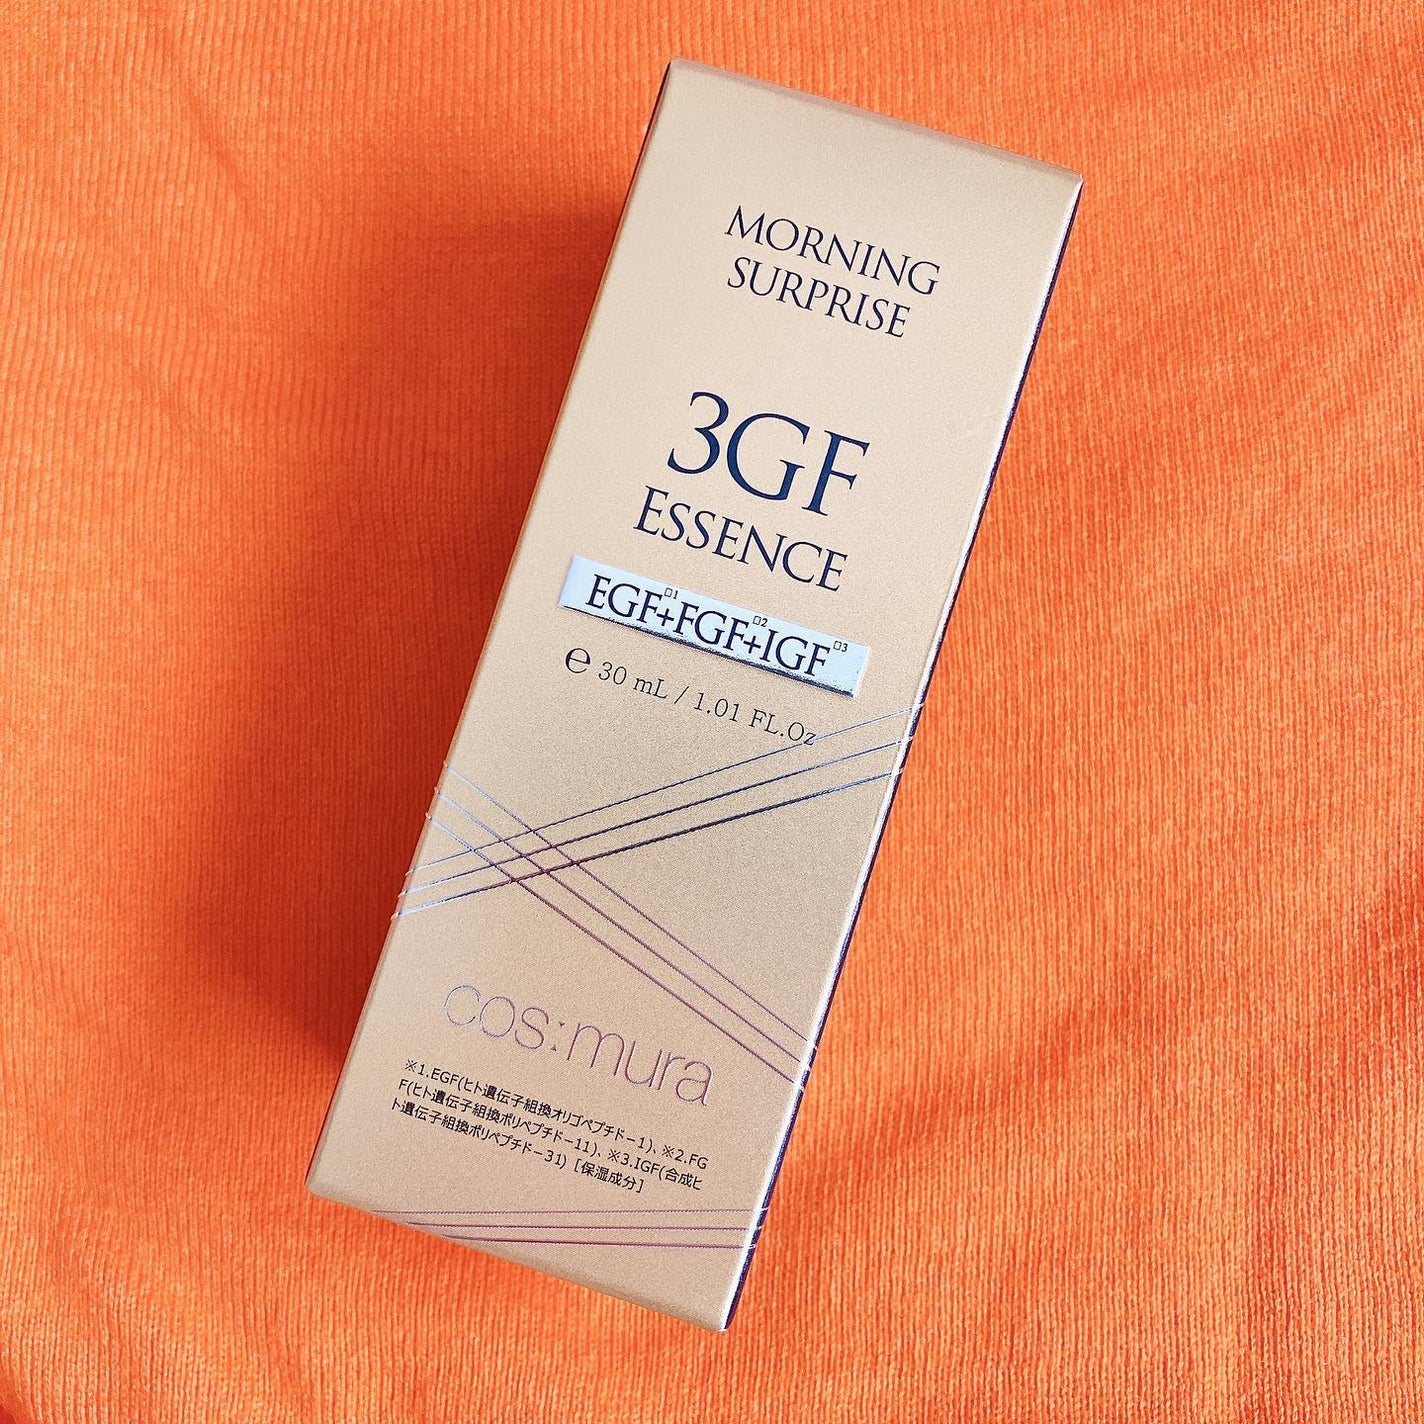 MORNING
SURPRISE
3GF
ESSENCE
EGF□1+FGF□2+IGF□3
℮ 30 mL / 1.01 FL.Oz
cos:mura
※1.EGF(ヒト遺伝子組換オリゴペプチド−1)、※2.FG
F(ヒト遺伝子組換ポリペプチド−11)、※3.IGF(合成ヒ
ト遺伝子組換ポリペプチド−31)［保湿成分］